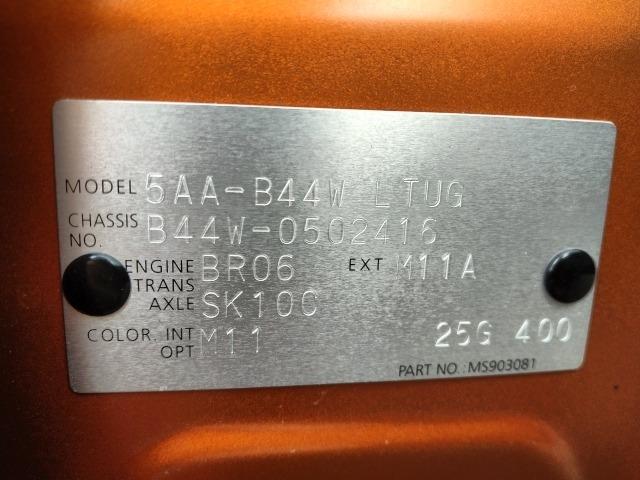 MODEL 5AA-B44W LTUG
CHASSIS NO. B44W-0502416
ENGINE BR06 EXT M11A
TRANS AXLE SK10C
COLOR. INT M11
OPT 25G 400
PART NO.: MS903081